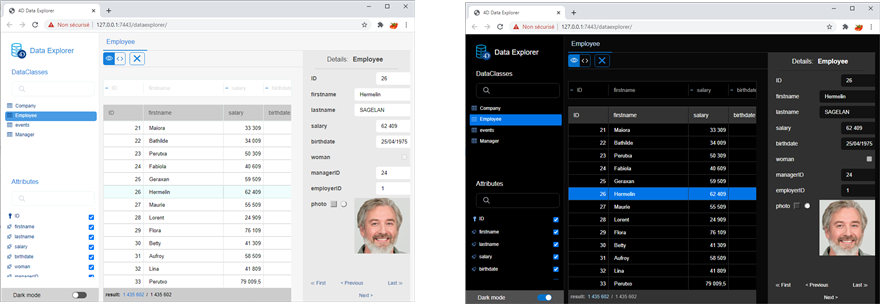 4D Data Explorer
Non sécurisé 127.0.0.1:7443/dataexplorer/
Data Explorer
DataClasses
Company
Employee
events
Manager
Attributes
ID
firstname
lastname
salary
birthdate
woman
managerID
Dark mode
Employee
ID firstname salary birthdate
ID firstname salary birthdate
21 Maiora 33 309
22 Bathilde 34 009
23 Perutxa 50 309
24 Fabiola 40 609
25 Geraxan 59 509
26 Hermelin 62 409
27 Maurie 55 509
28 Lorent 24 909
29 Flora 76 109
30 Betty 41 309
31 Aufroy 58 509
32 Lina 41 809
33 Perutxo 79 009,5
result: 1 435 602 / 1 435 602
Details: Employee
ID 26
firstname Hermelin
lastname SAGELAN
salary 62 409
birthdate 25/04/1975
woman
managerID 24
employerID 1
photo
‹‹ First ‹ Previous Last ››
Next ›
4D Data Explorer
Non sécurisé 127.0.0.1:7443/dataexplorer/
Data Explorer
DataClasses
Company
Employee
events
Manager
Attributes
ID
firstname
lastname
salary
birthdate
Dark mode
Employee
ID firstname salary birthdate
ID firstname salary birthdate
21 Maiora 33 309
22 Bathilde 34 009
23 Perutxa 50 309
24 Fabiola 40 609
25 Geraxan 59 509
26 Hermelin 62 409
27 Maurie 55 509
28 Lorent 24 909
29 Flora 76 109
30 Betty 41 309
31 Aufroy 58 509
32 Lina 41 809
33 Perutxo 79 009,5
result: 1 435 602 / 1 435 602
Details: Employee
ID 26
firstname Hermelin
lastname SAGELAN
salary 62 409
birthdate 25/04/1975
woman
managerID 24
employerID 1
photo
‹‹ First ‹ Previous Last ››
Next ›